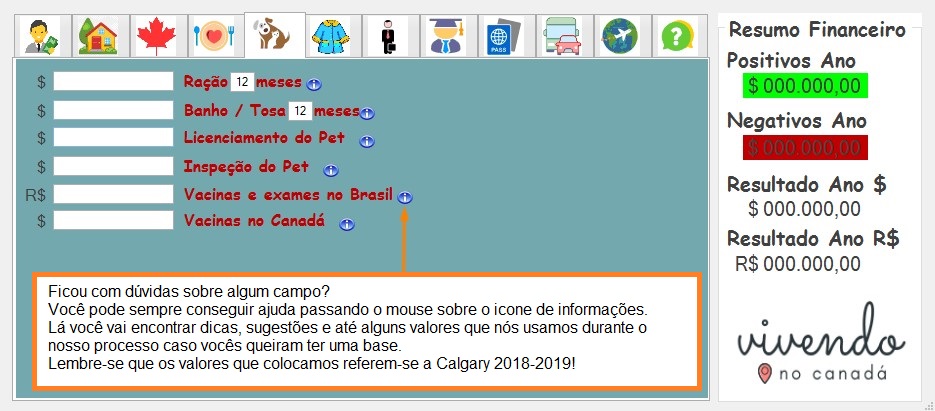 PASS
?
$ Ração 12 meses
$ Banho / Tosa 12 meses
$ Licenciamento do Pet
$ Inspeção do Pet
R$ Vacinas e exames no Brasil
$ Vacinas no Canadá
Ficou com dúvidas sobre algum campo?
Você pode sempre conseguir ajuda passando o mouse sobre o icone de informações.
Lá você vai encontrar dicas, sugestões e até alguns valores que nós usamos durante o
nosso processo caso vocês queiram ter uma base.
Lembre-se que os valores que colocamos referem-se a Calgary 2018-2019!
Resumo Financeiro
Positivos Ano
$ 000.000,00
Negativos Ano
$ 000.000,00
Resultado Ano $
$ 000.000,00
Resultado Ano R$
R$ 000.000,00
vivendo
no canadá